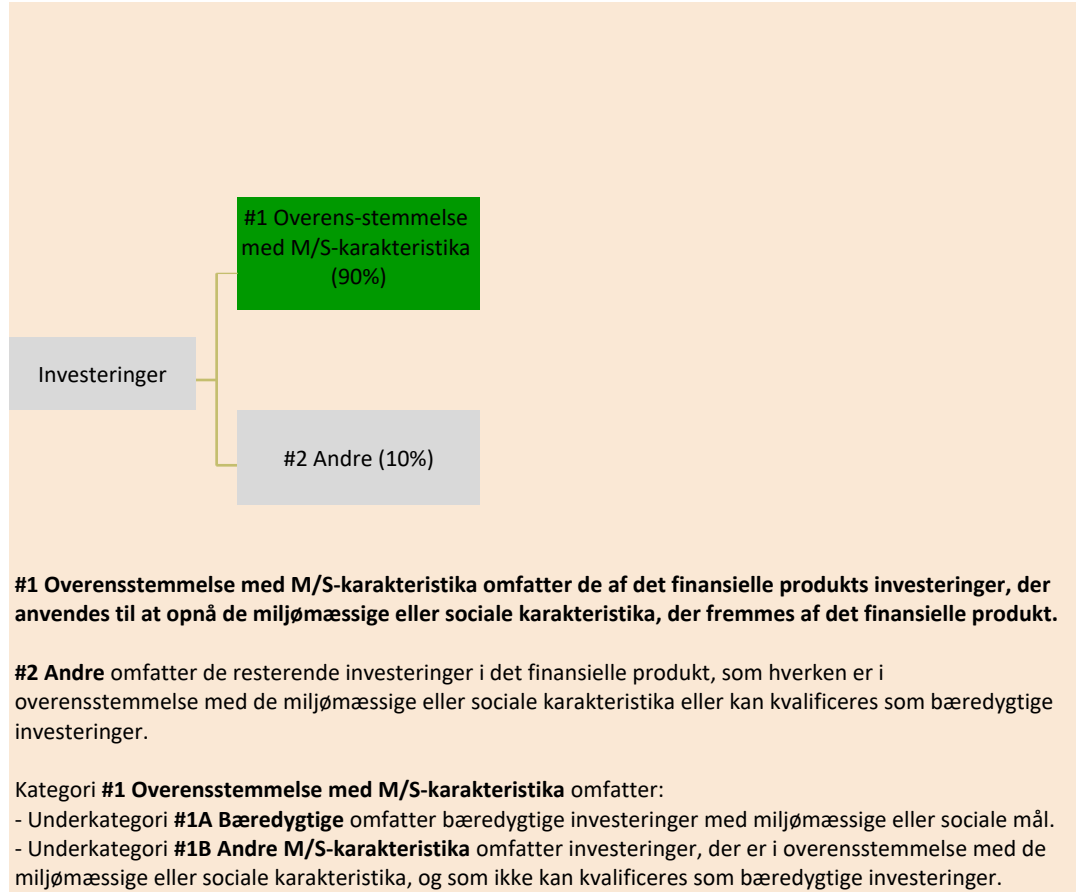 #1 Overens-stemmelse
med M/S-karakteristika
(90%)
Investeringer
#2 Andre (10%)
#1 Overensstemmelse med M/S-karakteristika omfatter de af det finansielle produkts investeringer, der
anvendes til at opnå de miljømæssige eller sociale karakteristika, der fremmes af det finansielle produkt.
#2 Andre omfatter de resterende investeringer i det finansielle produkt, som hverken er i
overensstemmelse med de miljømæssige eller sociale karakteristika eller kan kvalificeres som bæredygtige
investeringer.
Kategori #1 Overensstemmelse med M/S-karakteristika omfatter:
- Underkategori #1A Bæredygtige omfatter bæredygtige investeringer med miljømæssige eller sociale mål.
- Underkategori #1B Andre M/S-karakteristika omfatter investeringer, der er i overensstemmelse med de
miljømæssige eller sociale karakteristika, og som ikke kan kvalificeres som bæredygtige investeringer.